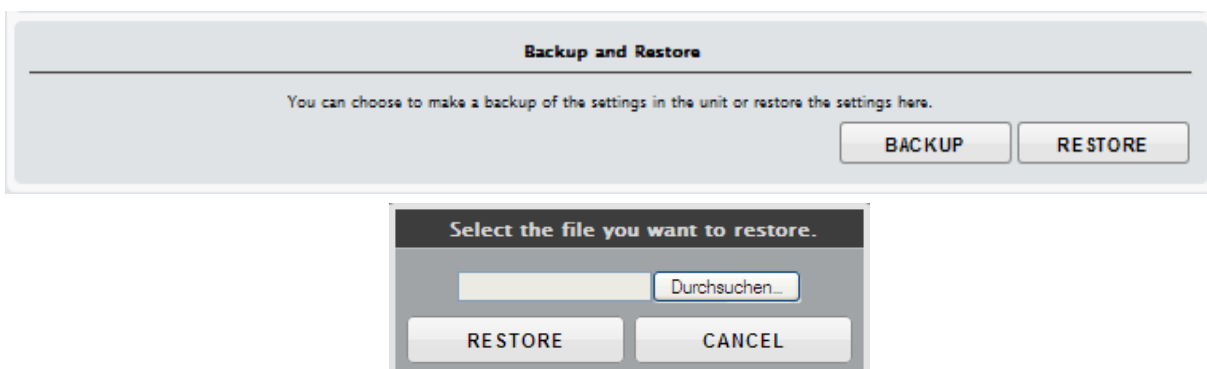 Backup and Restore
You can choose to make a backup of the settings in the unit or restore the settings here.
BACKUP RESTORE
Select the file you want to restore.
Durchsuchen...
RESTORE CANCEL